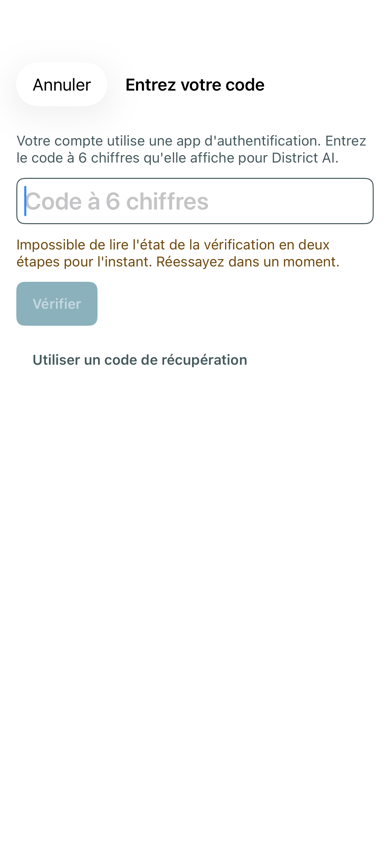 Annuler
Entrez votre code
Votre compte utilise une app d'authentification. Entrez
le code à 6 chiffres qu'elle affiche pour District AI.
Code à 6 chiffres
Impossible de lire l'état de la vérification en deux
étapes pour l'instant. Réessayez dans un moment.
Vérifier
Utiliser un code de récupération